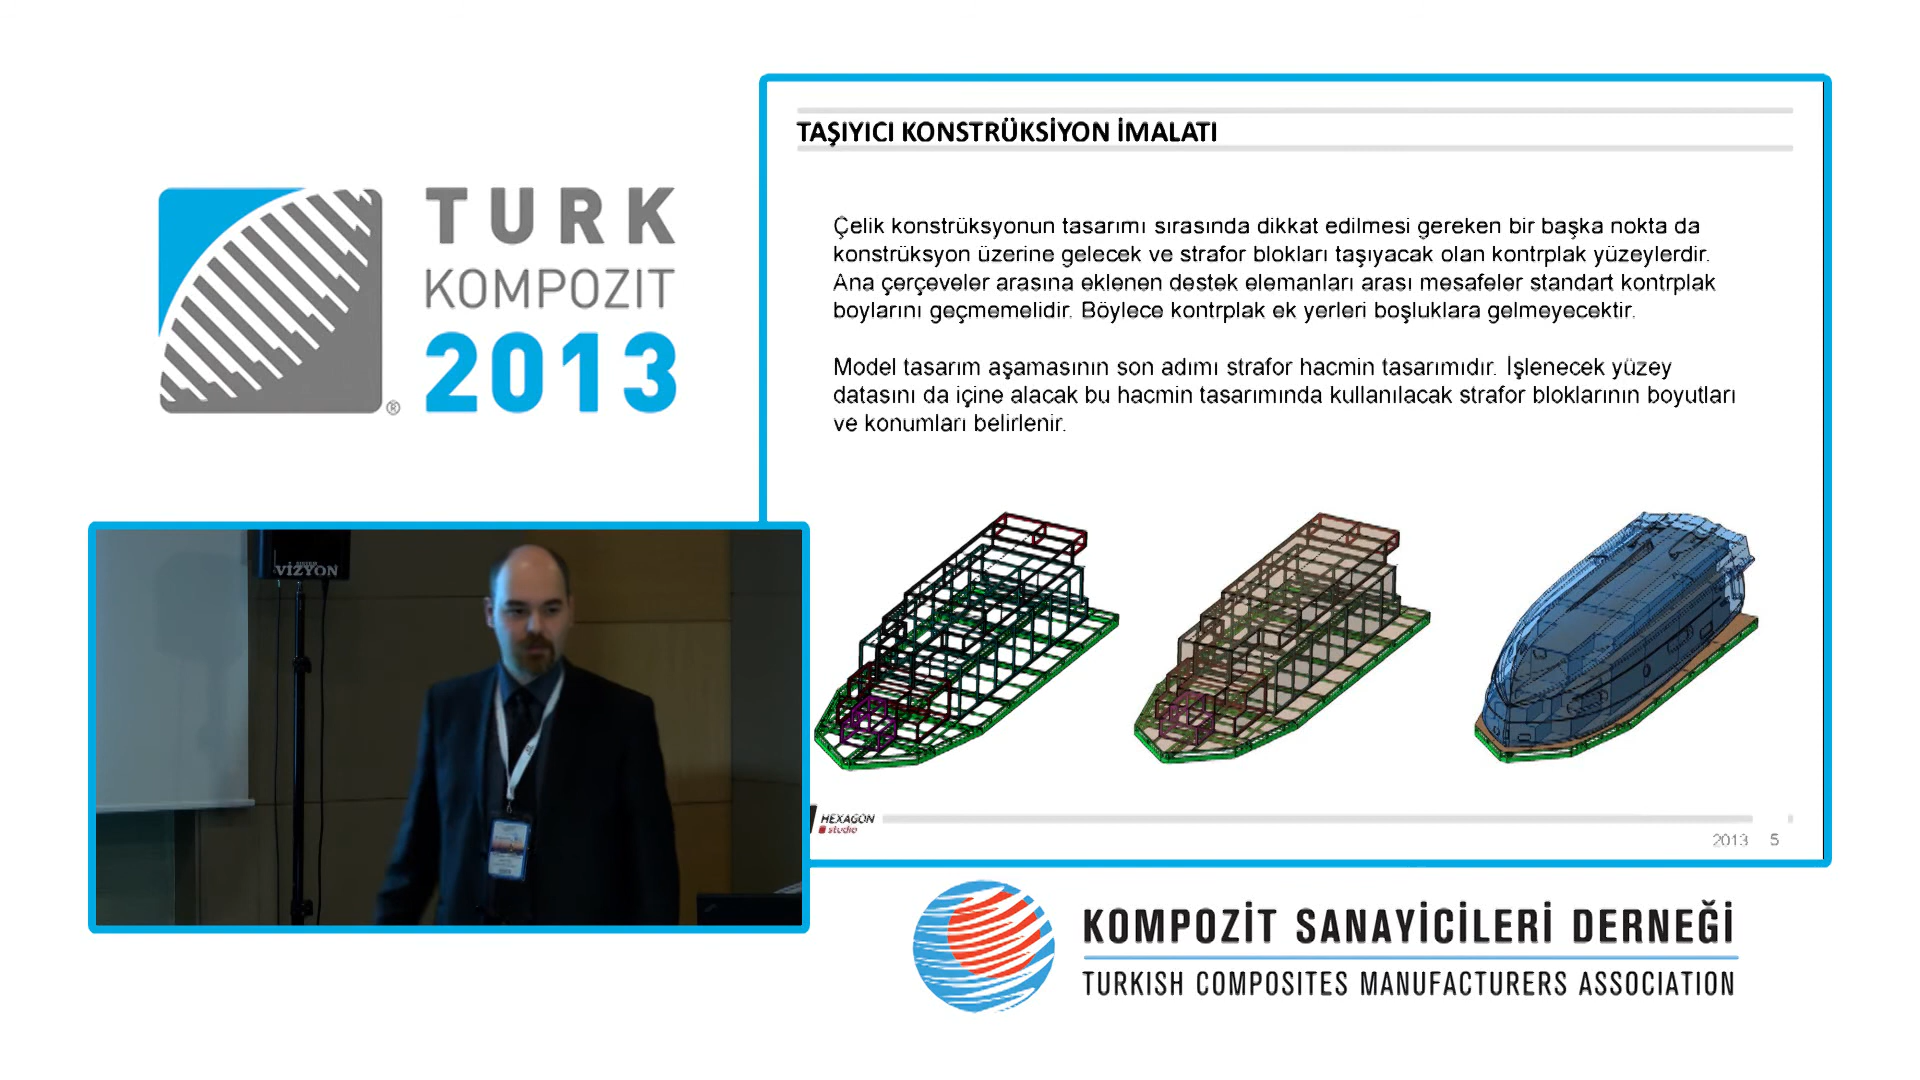 TURK
KOMPOZIT
2013
®
TAŞIYICI KONSTRÜKSİYON İMALATI
Çelik konstrüksyonun tasarımı sırasında dikkat edilmesi gereken bir başka nokta da
konstrüksyon üzerine gelecek ve strafor blokları taşıyacak olan kontrplak yüzeylerdir.
Ana çerçeveler arasına eklenen destek elemanları arası mesafeler standart kontrplak
boylarını geçmemelidir. Böylece kontrplak ek yerleri boşluklara gelmeyecektir.
Model tasarım aşamasının son adımı strafor hacmin tasarımıdır. İşlenecek yüzey
datasını da içine alacak bu hacmin tasarımında kullanılacak strafor bloklarının boyutları
ve konumları belirlenir.
VİZYON
HEXAGON
studio
2013 5
KOMPOZİT SANAYİCİLERİ DERNEĞİ
TURKISH COMPOSITES MANUFACTURERS ASSOCIATION